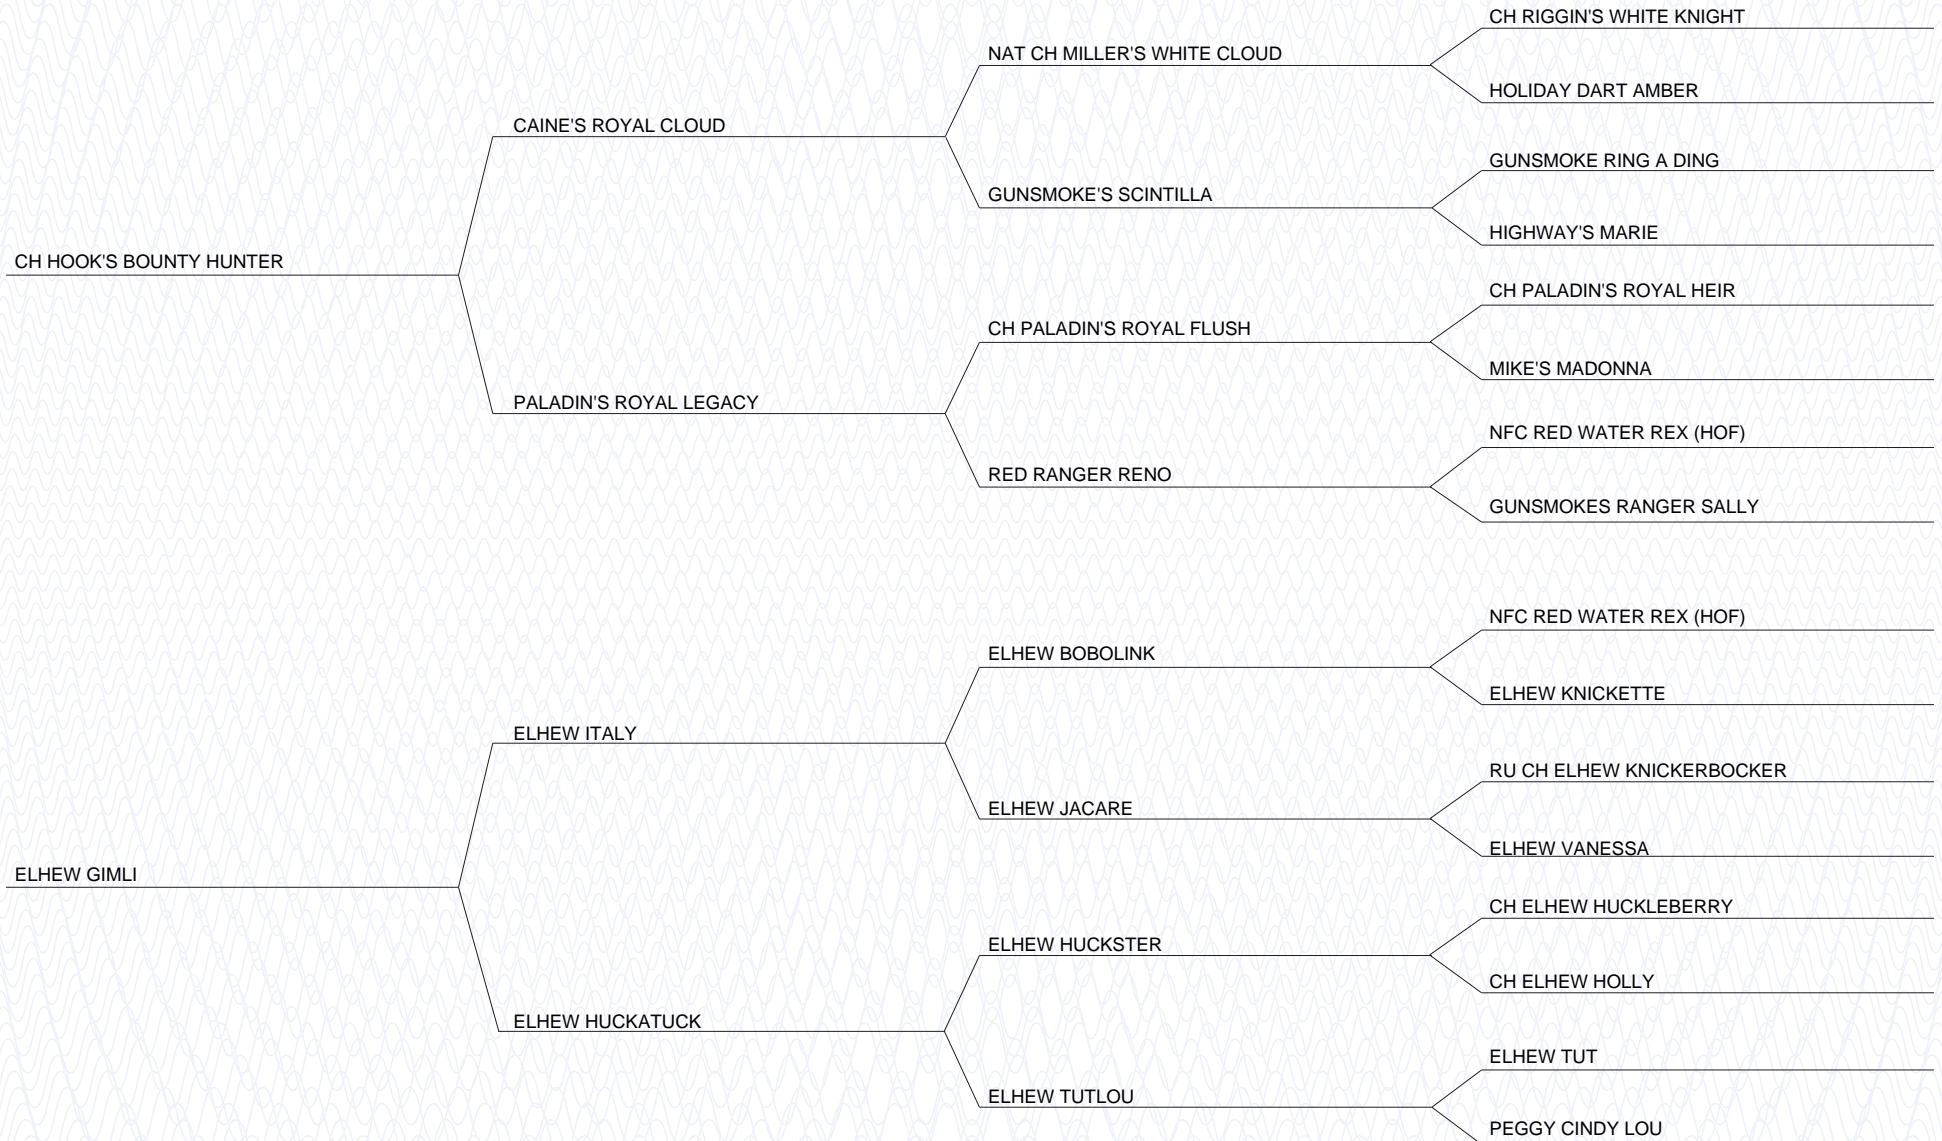 CH RIGGIN'S WHITE KNIGHT
NAT CH MILLER'S WHITE CLOUD
HOLIDAY DART AMBER
CAINE'S ROYAL CLOUD
GUNSMOKE RING A DING
GUNSMOKE'S SCINTILLA
HIGHWAY'S MARIE
CH HOOK'S BOUNTY HUNTER
CH PALADIN'S ROYAL HEIR
CH PALADIN'S ROYAL FLUSH
MIKE'S MADONNA
PALADIN'S ROYAL LEGACY
NFC RED WATER REX (HOF)
RED RANGER RENO
GUNSMOKES RANGER SALLY
NFC RED WATER REX (HOF)
ELHEW BOBOLINK
ELHEW KNICKETTE
ELHEW ITALY
RU CH ELHEW KNICKERBOCKER
ELHEW JACARE
ELHEW VANESSA
ELHEW GIMLI
CH ELHEW HUCKLEBERRY
ELHEW HUCKSTER
CH ELHEW HOLLY
ELHEW HUCKATUCK
ELHEW TUT
ELHEW TUTLOU
PEGGY CINDY LOU